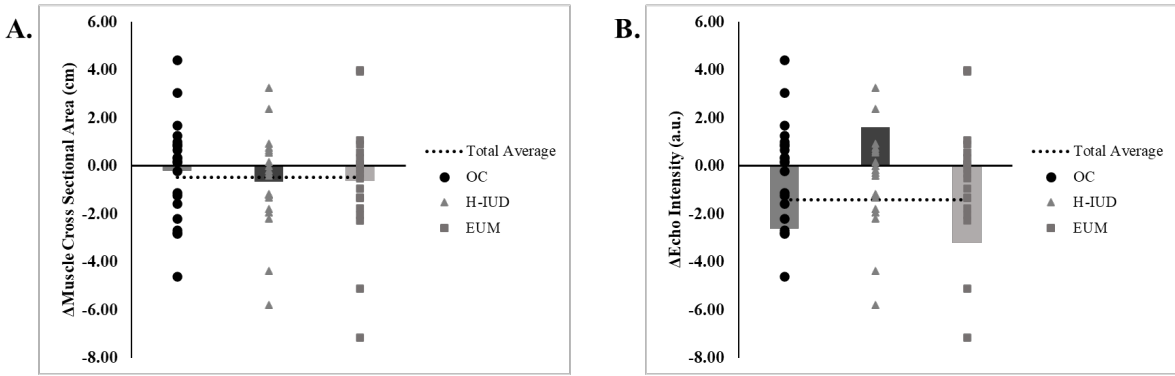 A.
ΔMuscle Cross Sectional Area (cm)
6.00
4.00
2.00
0.00
-2.00
-4.00
-6.00
-8.00
Total Average
OC
H-IUD
EUM
B.
ΔEcho Intensity (a.u.)
6.00
4.00
2.00
0.00
-2.00
-4.00
-6.00
-8.00
Total Average
OC
H-IUD
EUM